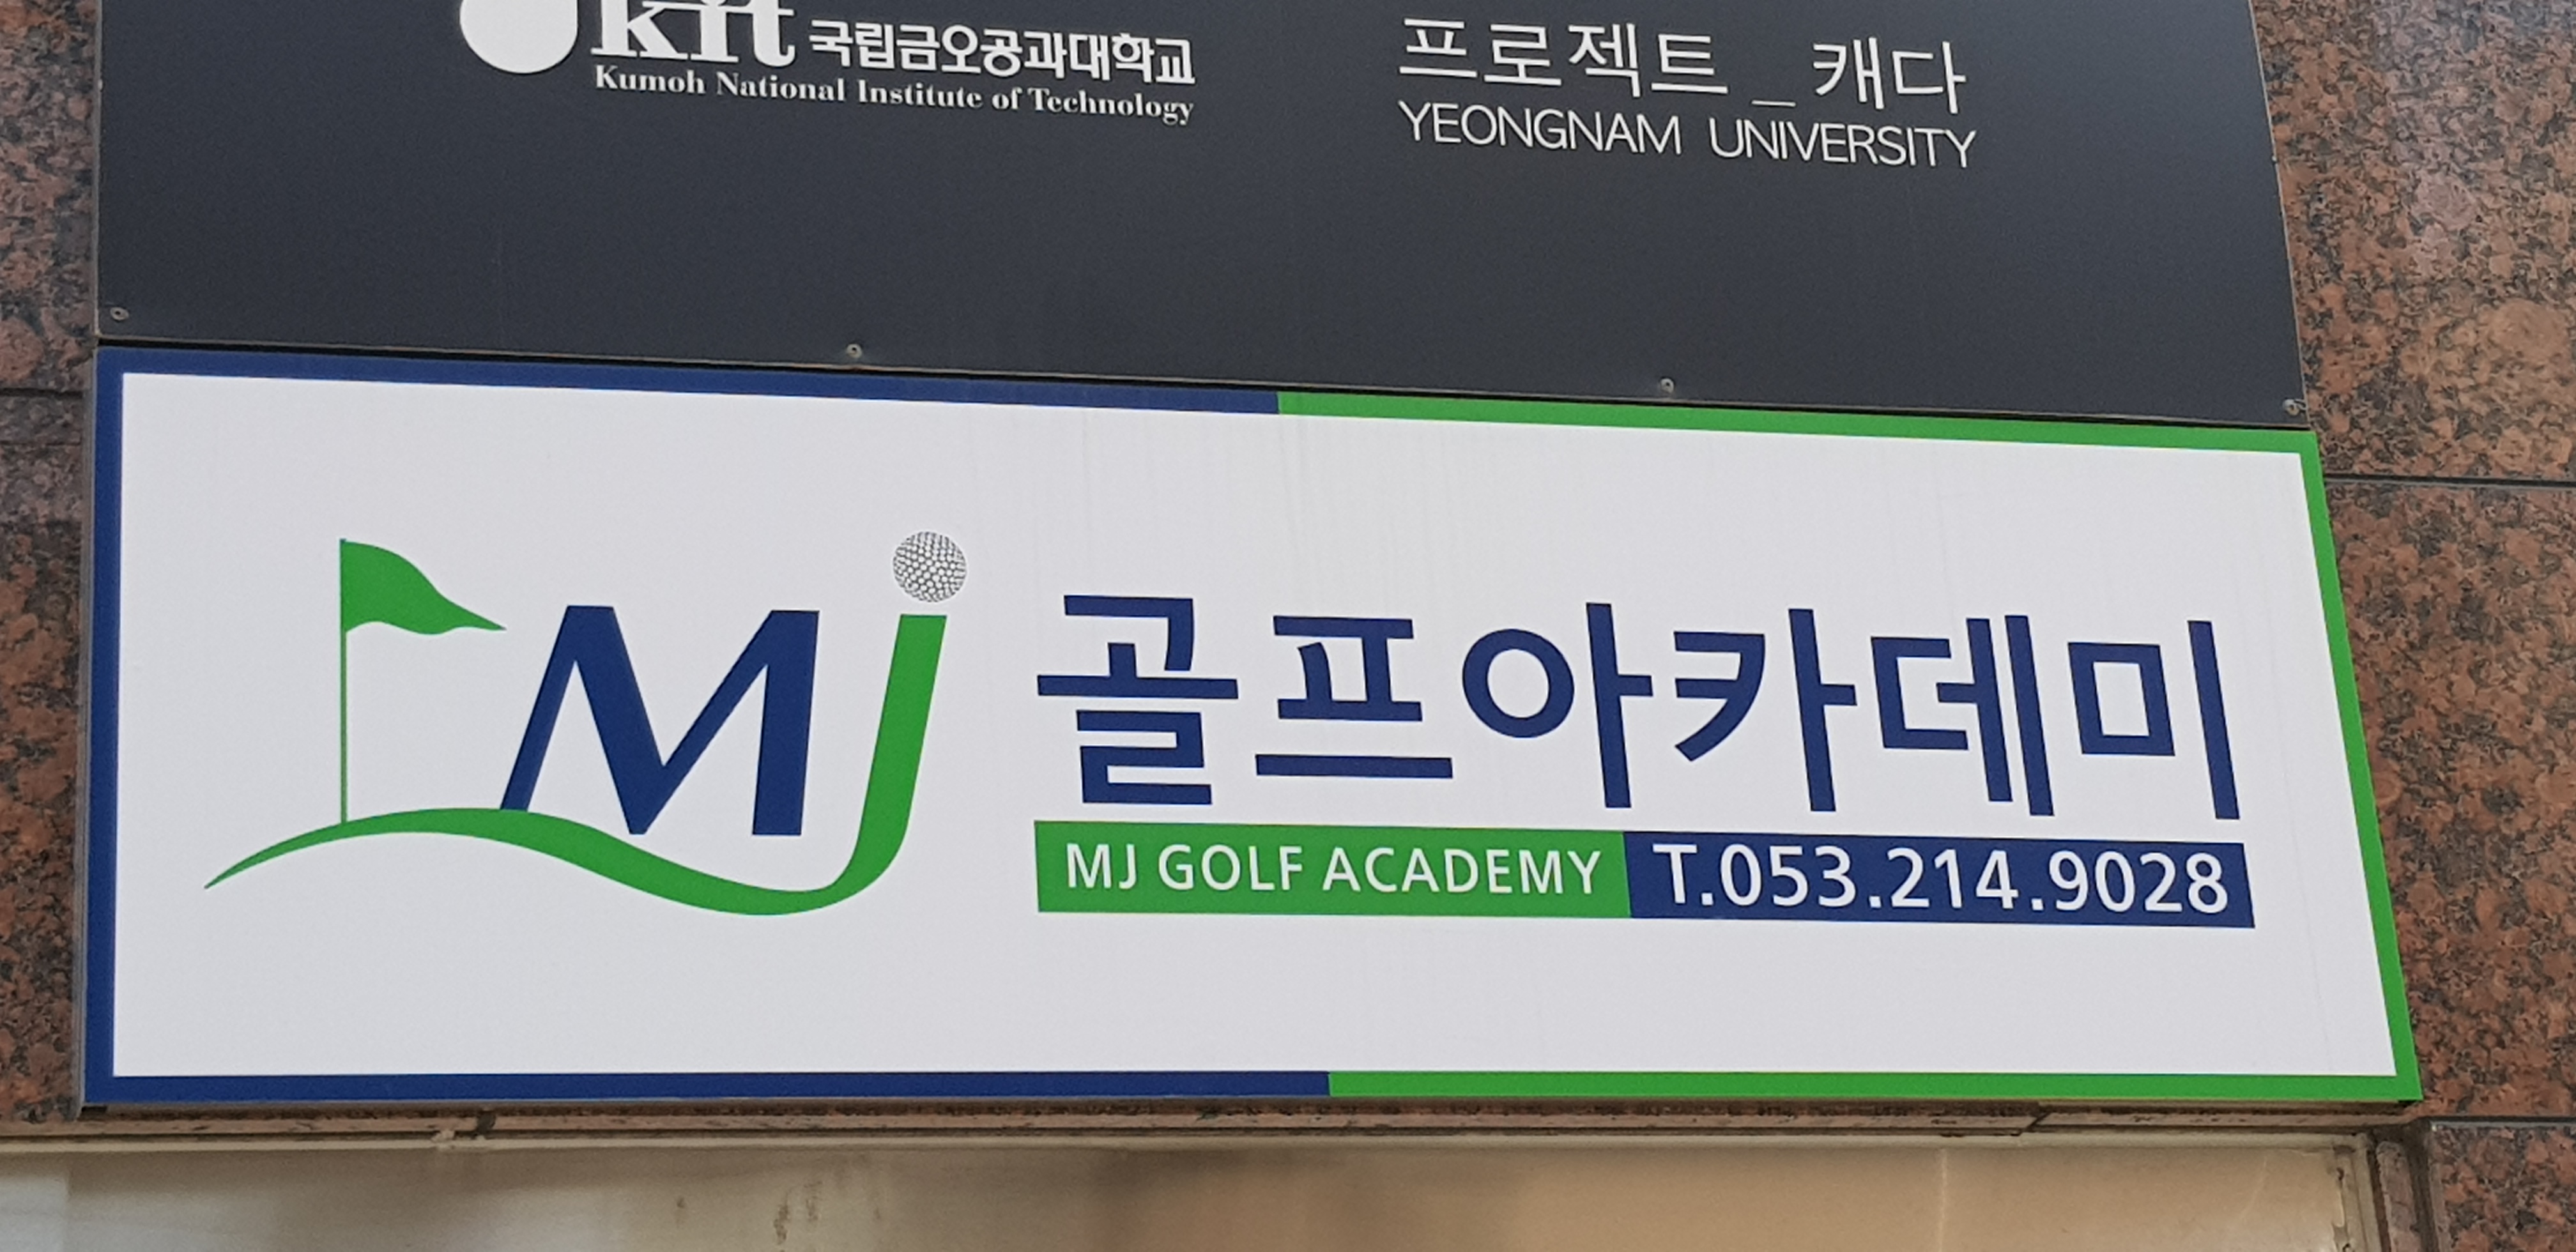 kit 국립금오공과대학교
Kumoh National Institute of Technology
프로젝트 _ 캐다
YEONGNAM UNIVERSITY
MJ 골프아카데미
MJ GOLF ACADEMY T.053.214.9028